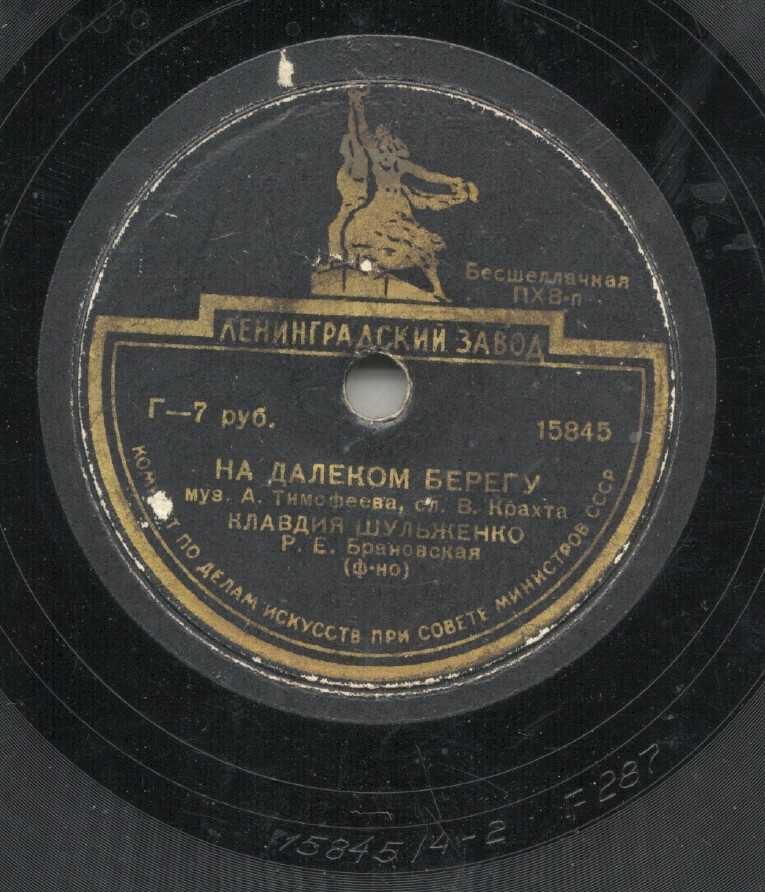 Бесшеллачная
ПХВ-п
ЛЕНИНГРАДСКИЙ ЗАВОД
Г—7 руб.
15845
НА ДАЛЕКОМ БЕРЕГУ
муз. А. Тимофеева, сл. В. Крахта
КЛАВДИЯ ШУЛЬЖЕНКО
Р. Е. Брановская
(ф-но)
КОМИТЕТ ПО ДЕЛАМ ИСКУССТВ ПРИ СОВЕТЕ МИНИСТРОВ СССР
15845/4-2 F287